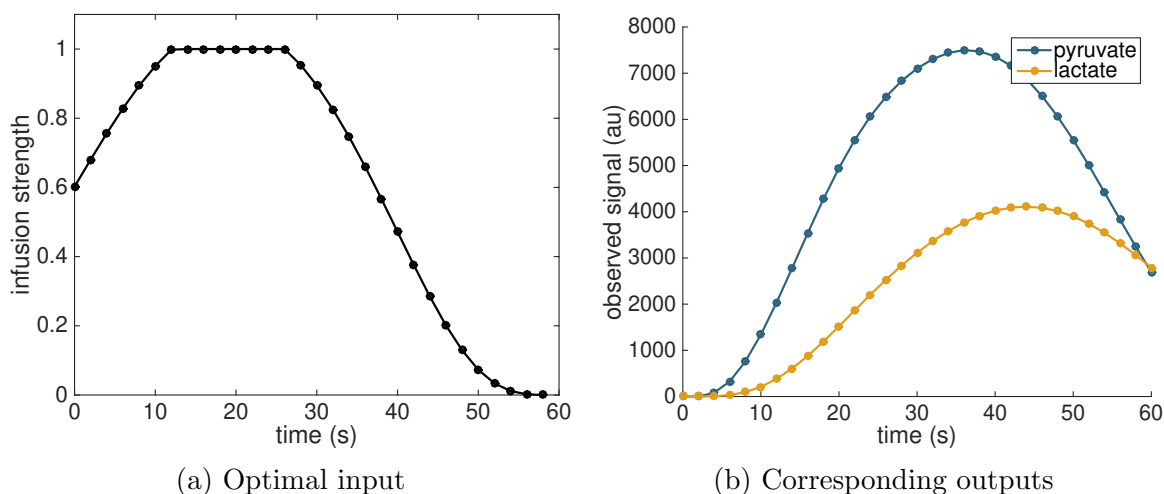 infusion strength
1
0.8
0.6
0.4
0.2
0
0 10 20 30 40 50 60
time (s)
(a) Optimal input
observed signal (au)
8000
7000
6000
5000
4000
3000
2000
1000
0
pyruvate
lactate
0 10 20 30 40 50 60
time (s)
(b) Corresponding outputs